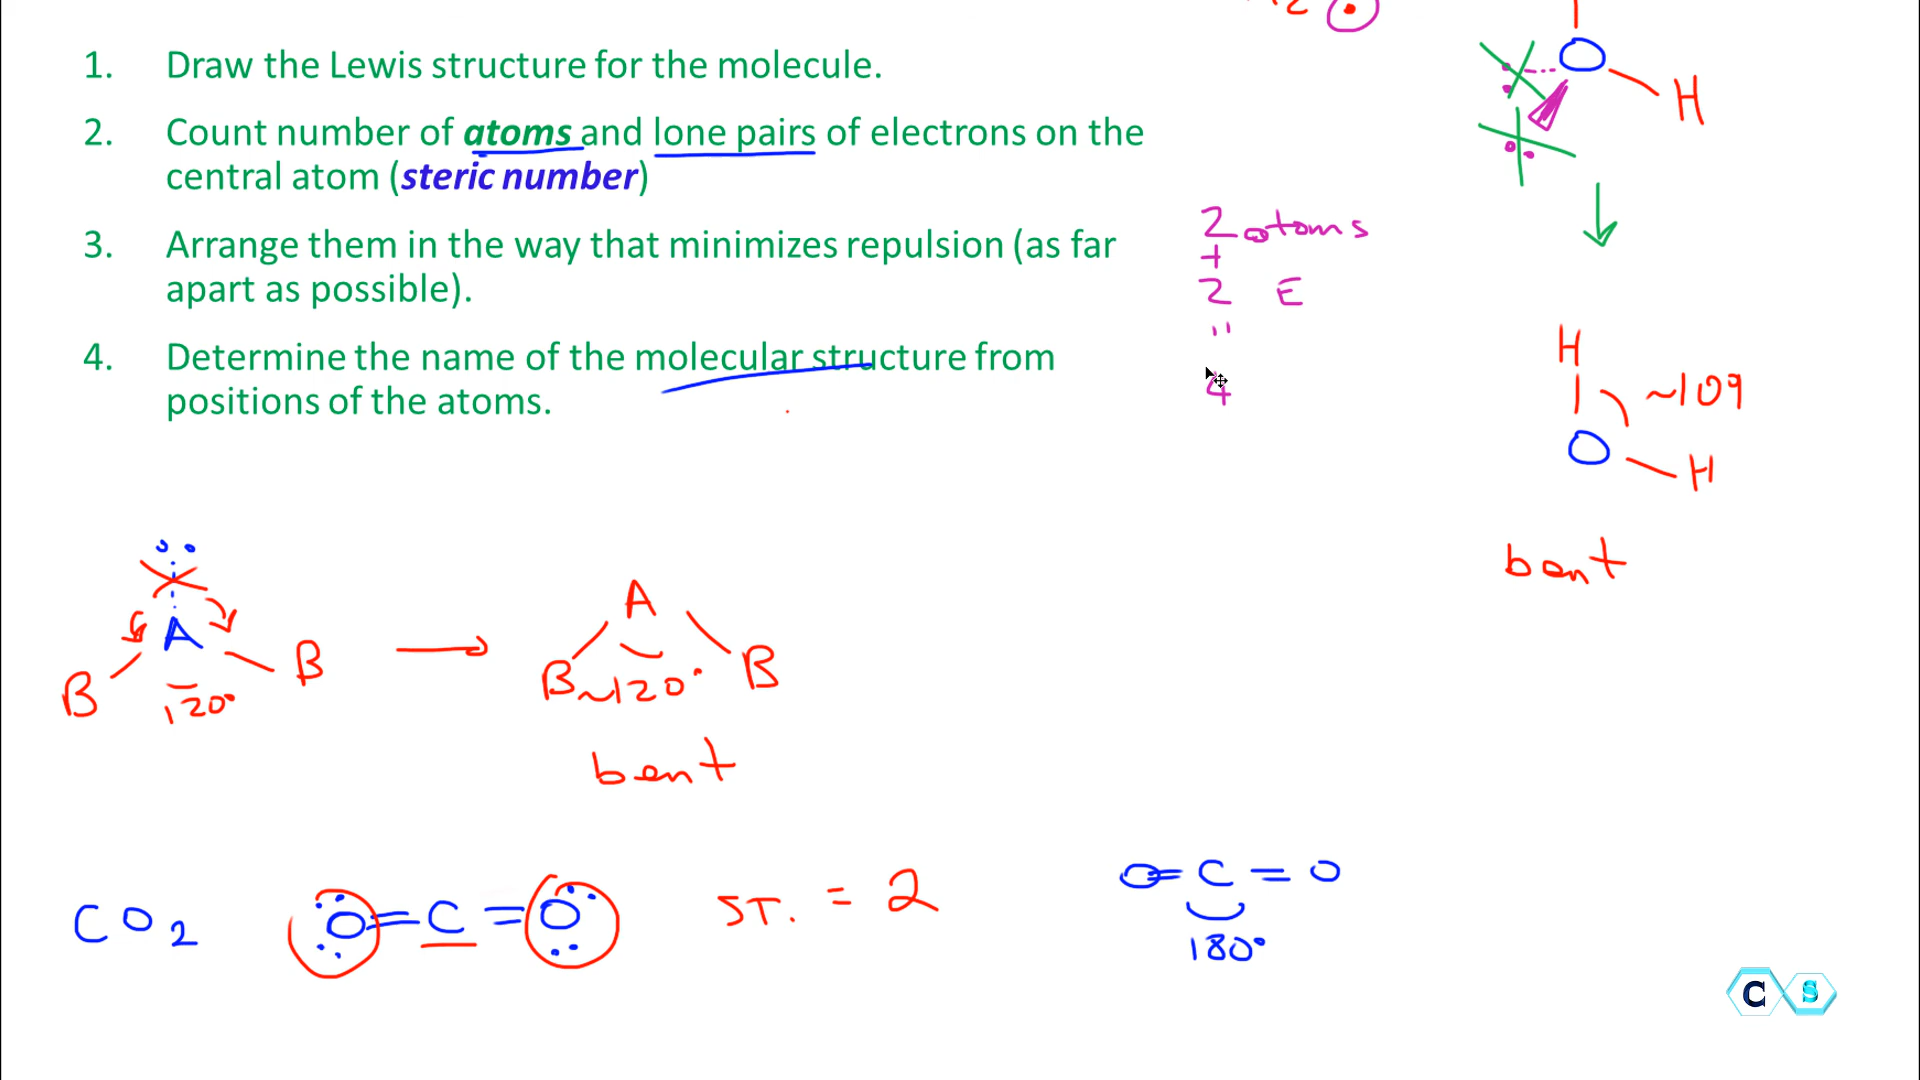 1. Draw the Lewis structure for the molecule.
2. Count number of atoms and lone pairs of electrons on the
central atom (steric number)
3. Arrange them in the way that minimizes repulsion (as far
apart as possible).
4. Determine the name of the molecular structure from
positions of the atoms.
O
H
2 atoms
+
2 E
"
4
H
~109
O
H
bent
A
B
B
120°
A
B
B
~120°
bent
CO2
O=C=O
ST. = 2
O=C=O
180°
C S